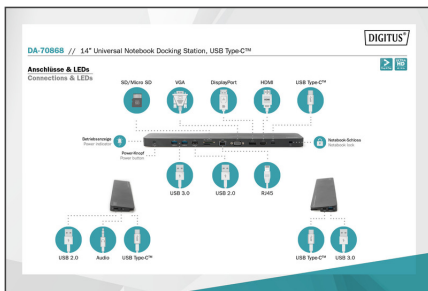 DIGITUS®
DA-70868 // 14" Universal Notebook Docking Station, USB Type-C™
Anschlüsse & LEDs
Connections & LEDs
SD/Micro SD
VGA
DisplayPort
HDMI
USB Type-C™
Betriebsanzeige
Power indicator
Notebook-Schloss
Notebook lock
Power-Knopf
Power button
USB 3.0
USB 2.0
RJ45
USB 2.0
Audio
USB Type-C™
USB Type-C™
USB 3.0